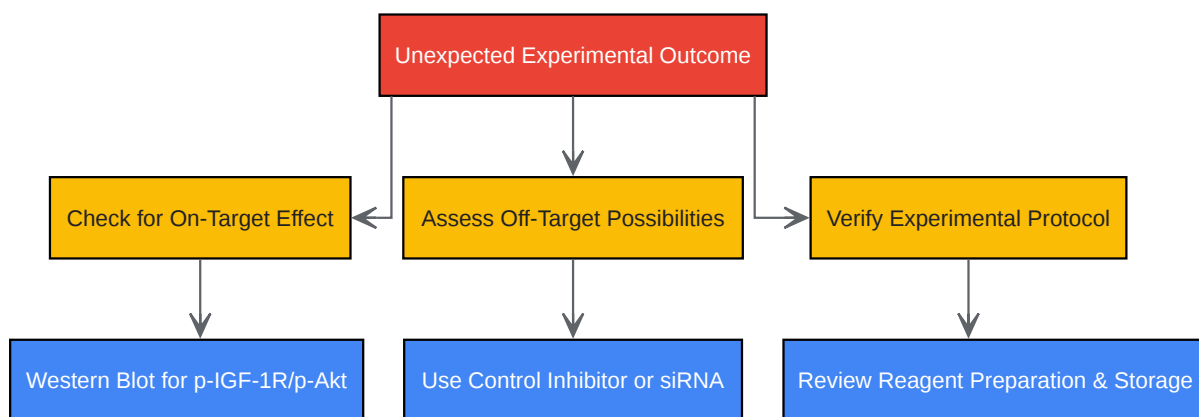 Unexpected Experimental Outcome
Check for On-Target Effect
Assess Off-Target Possibilities
Verify Experimental Protocol
Western Blot for p-IGF-1R/p-Akt
Use Control Inhibitor or siRNA
Review Reagent Preparation & Storage